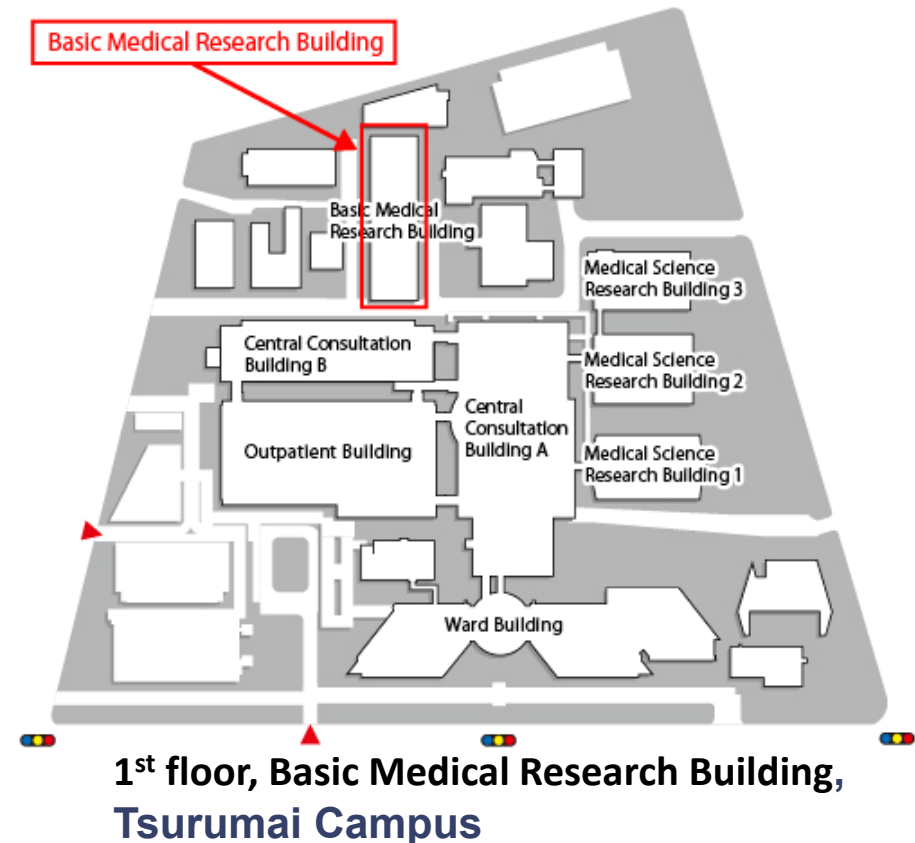 Basic Medical Research Building
Basic Medical
Research Building
Medical Science
Research Building 3
Central Consultation
Building B
Medical Science
Research Building 2
Central
Consultation
Building A
Outpatient Building
Medical Science
Research Building 1
Ward Building
1st floor, Basic Medical Research Building,
Tsurumai Campus